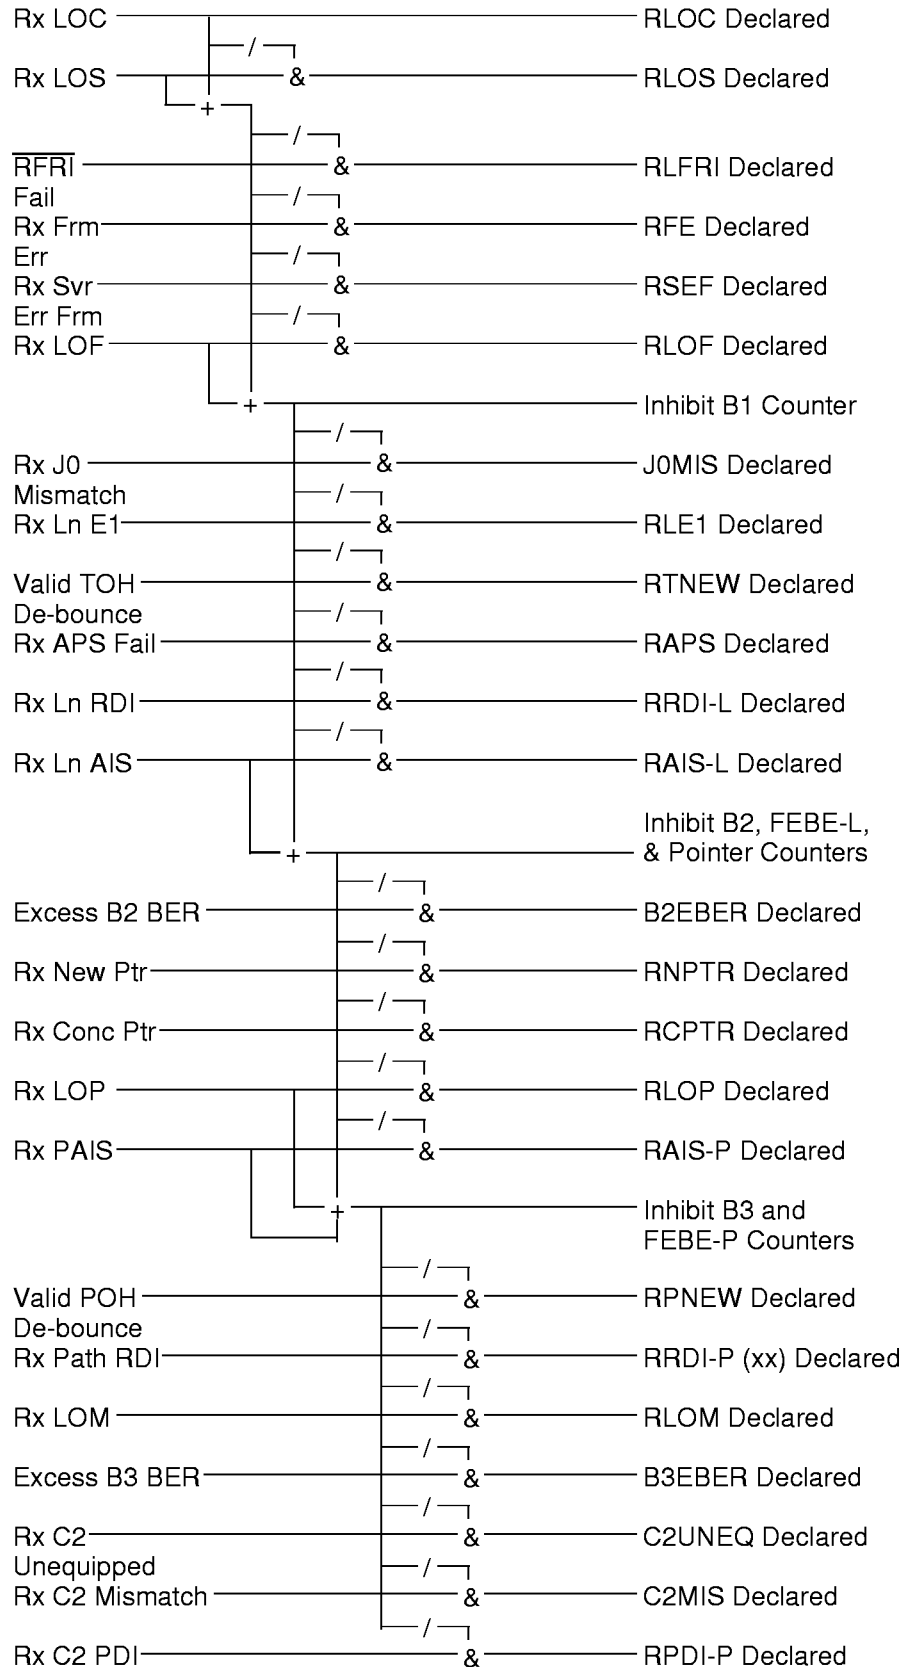 Rx LOC RLOC Declared
/
Rx LOS & RLOS Declared
+
/
RFRI & RLFRI Declared
Fail /
Rx Frm & RFE Declared
Err /
Rx Svr & RSEF Declared
Err Frm /
Rx LOF & RLOF Declared
+ Inhibit B1 Counter
/
Rx J0 & J0MIS Declared
Mismatch /
Rx Ln E1 & RLE1 Declared
/
Valid TOH & RTNEW Declared
De-bounce /
Rx APS Fail & RAPS Declared
/
Rx Ln RDI & RRDI-L Declared
/
Rx Ln AIS & RAIS-L Declared
Inhibit B2, FEBE-L,
+ & Pointer Counters
/
Excess B2 BER & B2EBER Declared
/
Rx New Ptr & RNPTR Declared
/
Rx Conc Ptr & RCPTR Declared
/
Rx LOP & RLOP Declared
/
Rx PAIS & RAIS-P Declared
+ Inhibit B3 and
FEBE-P Counters
/
Valid POH & RPNEW Declared
De-bounce /
Rx Path RDI & RRDI-P (xx) Declared
/
Rx LOM & RLOM Declared
/
Excess B3 BER & B3EBER Declared
/
Rx C2 & C2UNEQ Declared
Unequipped /
Rx C2 Mismatch & C2MIS Declared
/
Rx C2 PDI & RPDI-P Declared